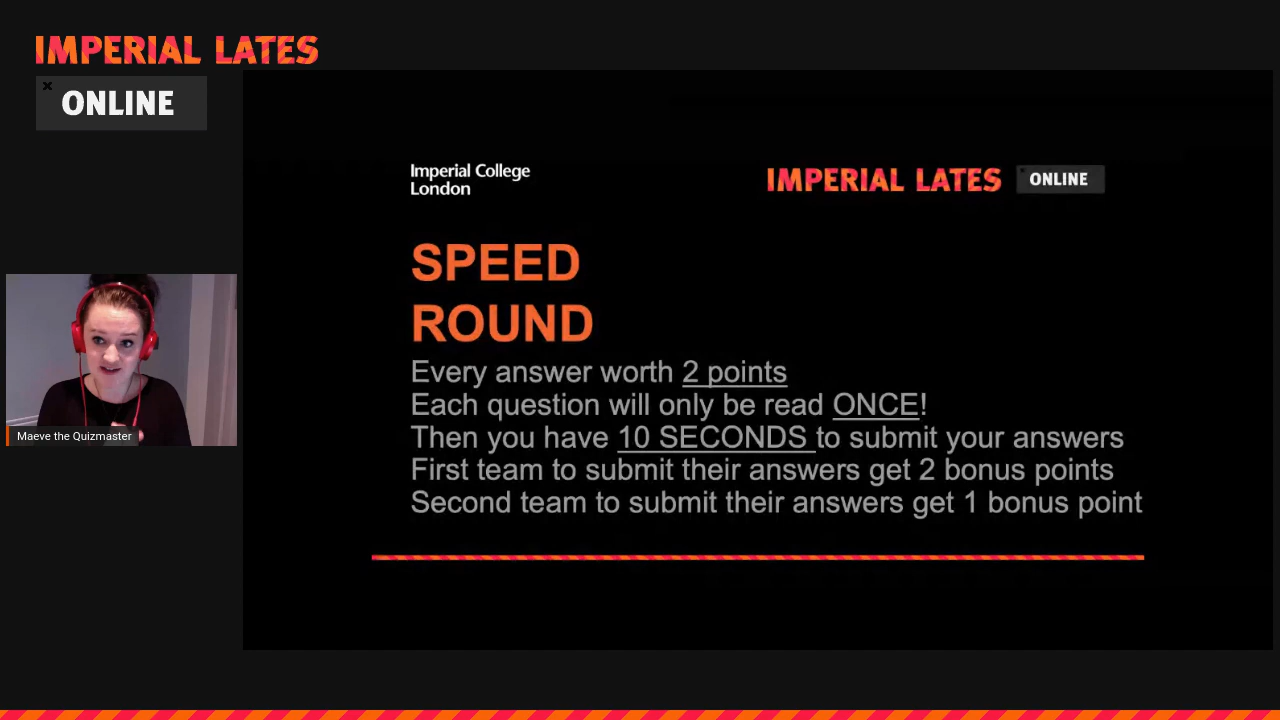 IMPERIAL LATES
ONLINE
Imperial College
London
IMPERIAL LATES
ONLINE
SPEED
ROUND
Every answer worth 2 points
Each question will only be read ONCE!
Then you have 10 SECONDS to submit your answers
First team to submit their answers get 2 bonus points
Second team to submit their answers get 1 bonus point
Maeve the Quizmaster